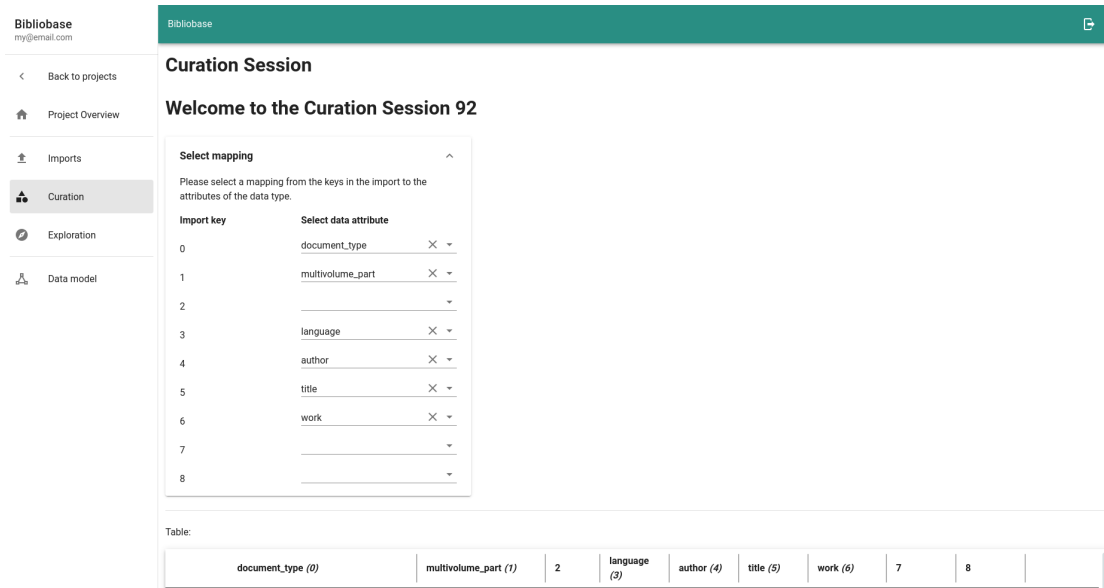 Bibliobase
my@email.com
Back to projects
Project Overview
Imports
Curation
Exploration
Data model
Bibliobase
Curation Session
Welcome to the Curation Session 92
Select mapping
Please select a mapping from the keys in the import to the
attributes of the data type.
Import key Select data attribute
0 document_type
1 multivolume_part
2
3 language
4 author
5 title
6 work
7
8
Table:
document_type (0) multivolume_part (1) 2 language (3) author (4) title (5) work (6) 7 8